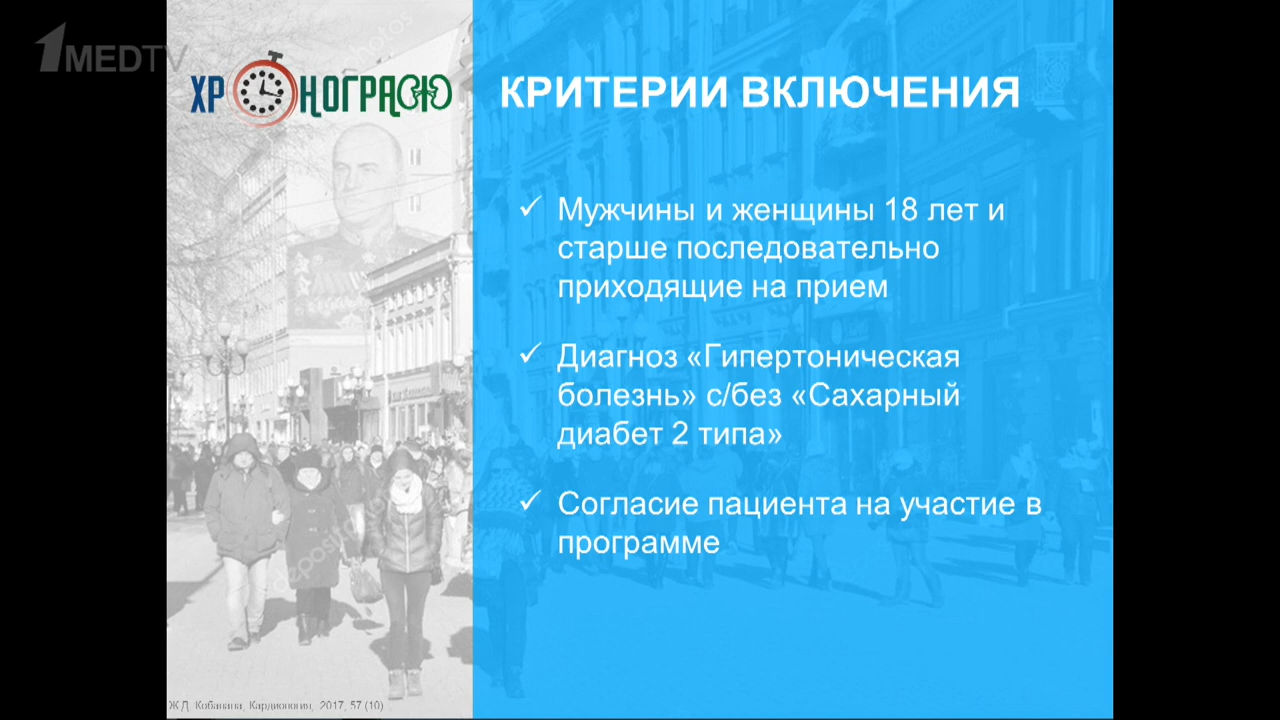 1MEDTV
ХРОНОГРАФ
КРИТЕРИИ ВКЛЮЧЕНИЯ
✓ Мужчины и женщины 18 лет и
старше последовательно
приходящие на прием
✓ Диагноз «Гипертоническая
болезнь» с/без «Сахарный
диабет 2 типа»
✓ Согласие пациента на участие в
программе
Ж.Д. Кобалава, Кардиология, 2017, 57 (10)
depositphotos